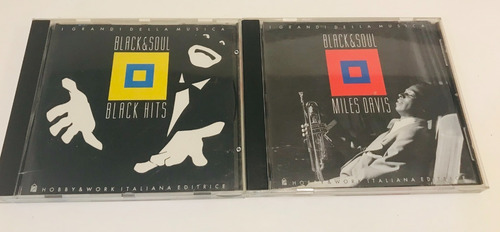 I GRANDI DELLA MUSICA
BLACK&SOUL
BLACK HITS
HOBBY & WORK ITALIANA EDITRICE
I GRANDI DELLA MUSICA
BLACK&SOUL
MILES DAVIS
HOBBY & WORK ITALIANA EDITRICE